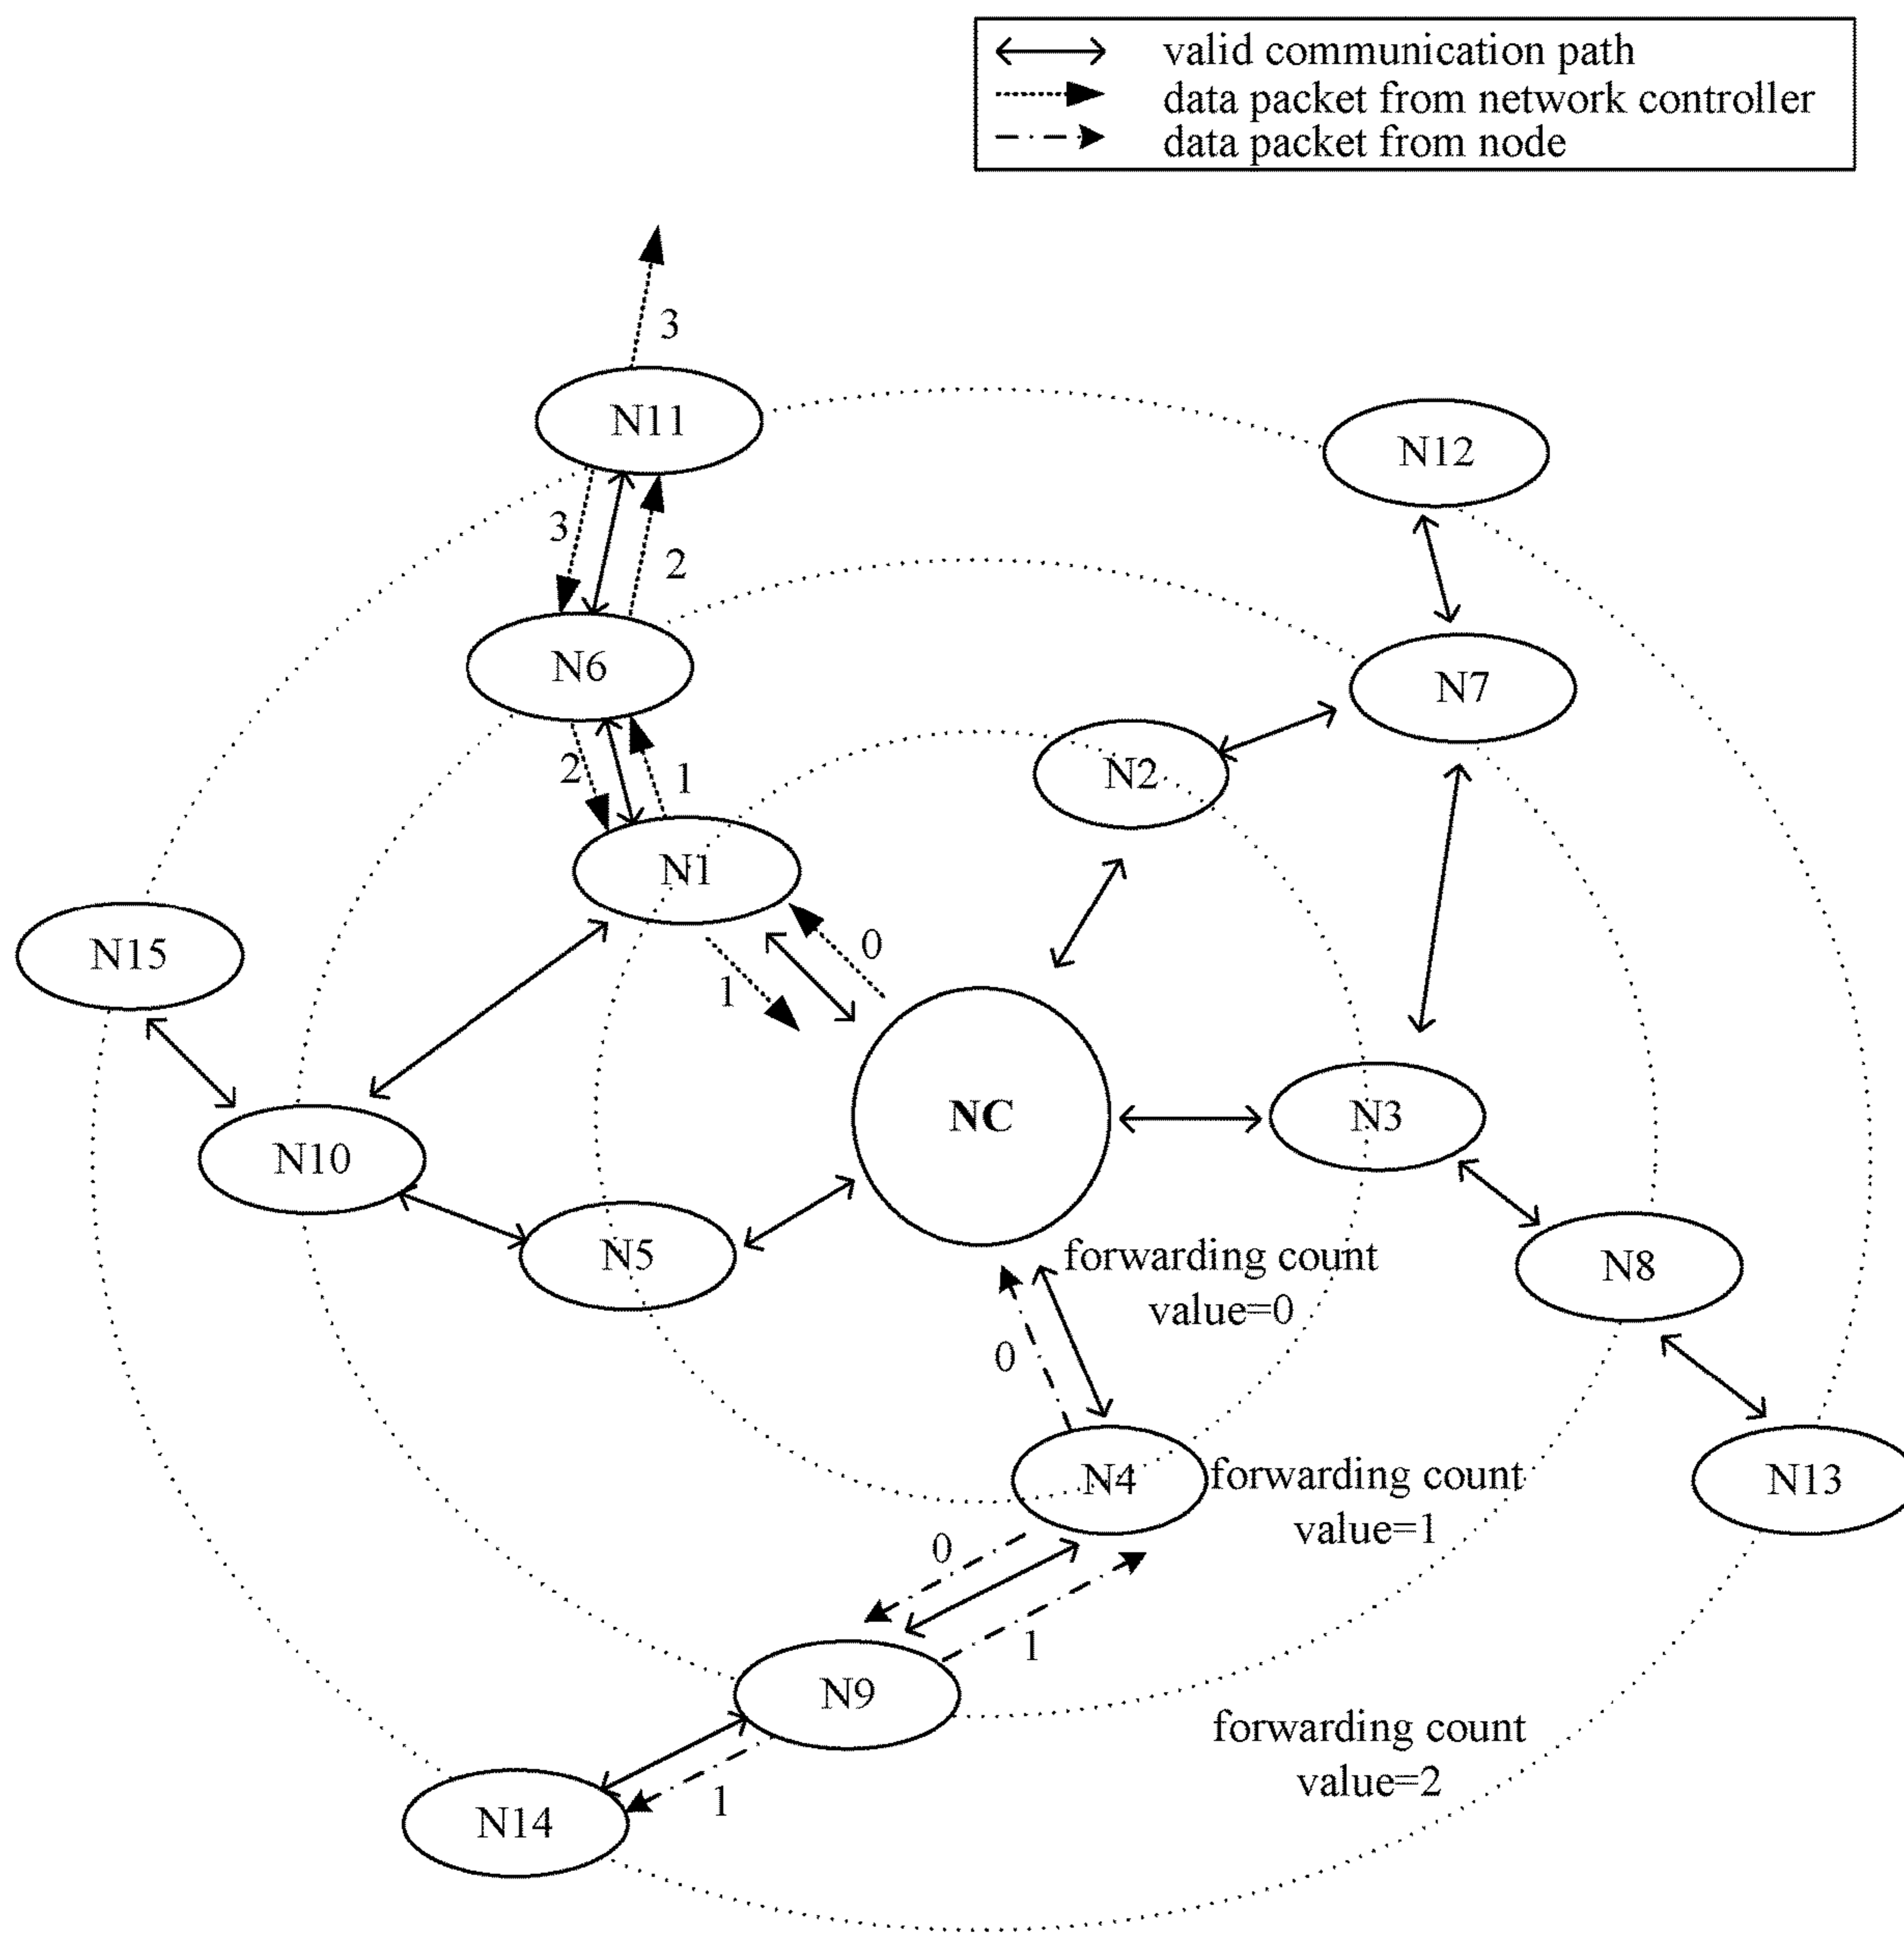 valid communication path
data packet from network controller
data packet from node
3
N11
N12
3
2
N6
N7
2
1
N2
N1
0
N15
1
NC
N3
N10
N5
forwarding count
value=0
N8
0
N4
forwarding count
value=1
N13
0
1
N9
forwarding count
value=2
1
N14